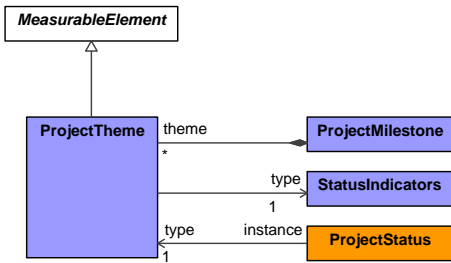 MeasurableElement
ProjectTheme
theme
*
ProjectMilestone
type
1
StatusIndicators
type
1
instance
ProjectStatus